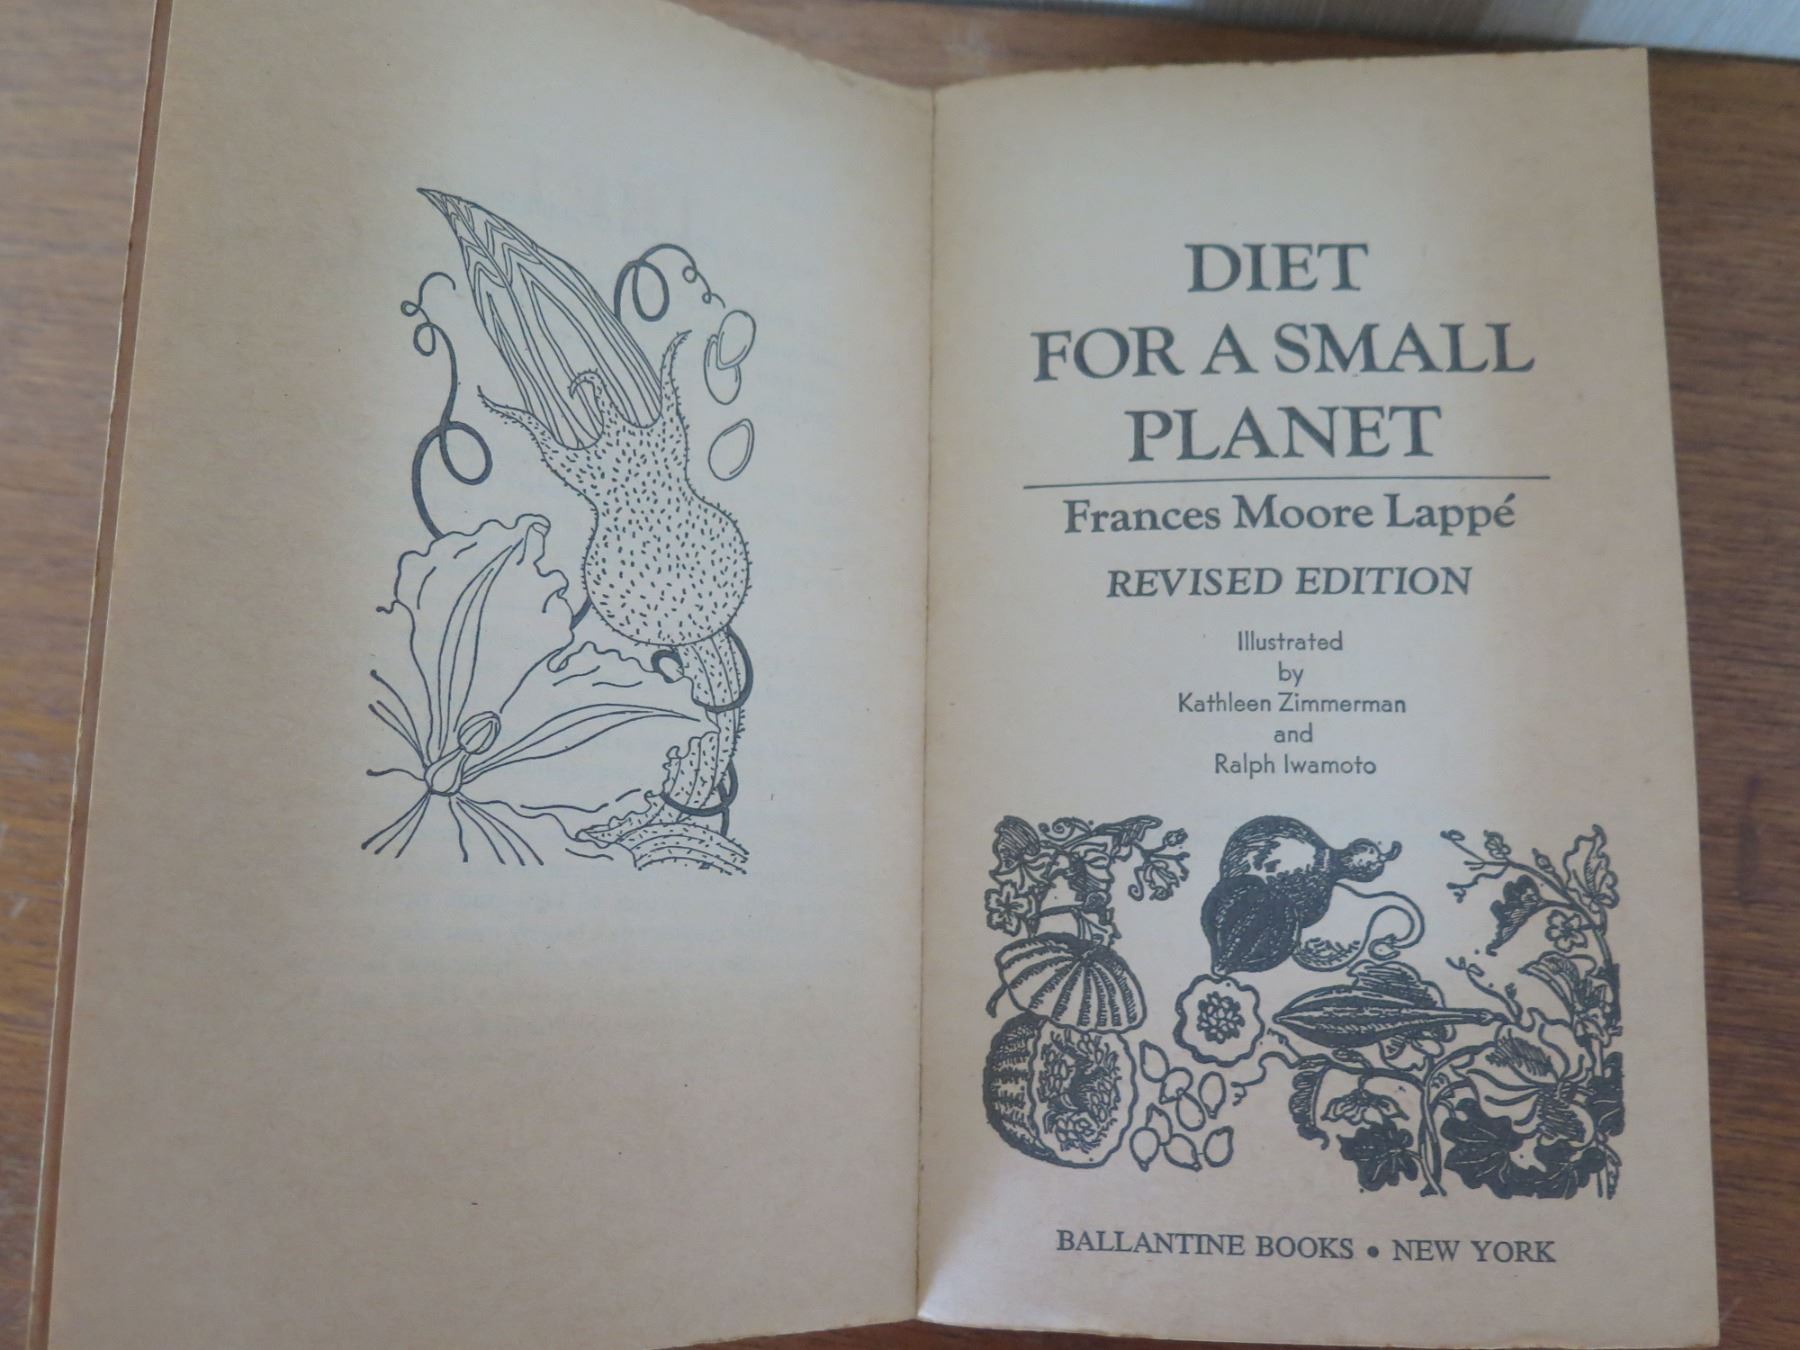 DIET
FOR A SMALL
PLANET
Frances Moore Lappé
REVISED EDITION
Illustrated
by
Kathleen Zimmerman
and
Ralph Iwamoto
BALLANTINE BOOKS • NEW YORK